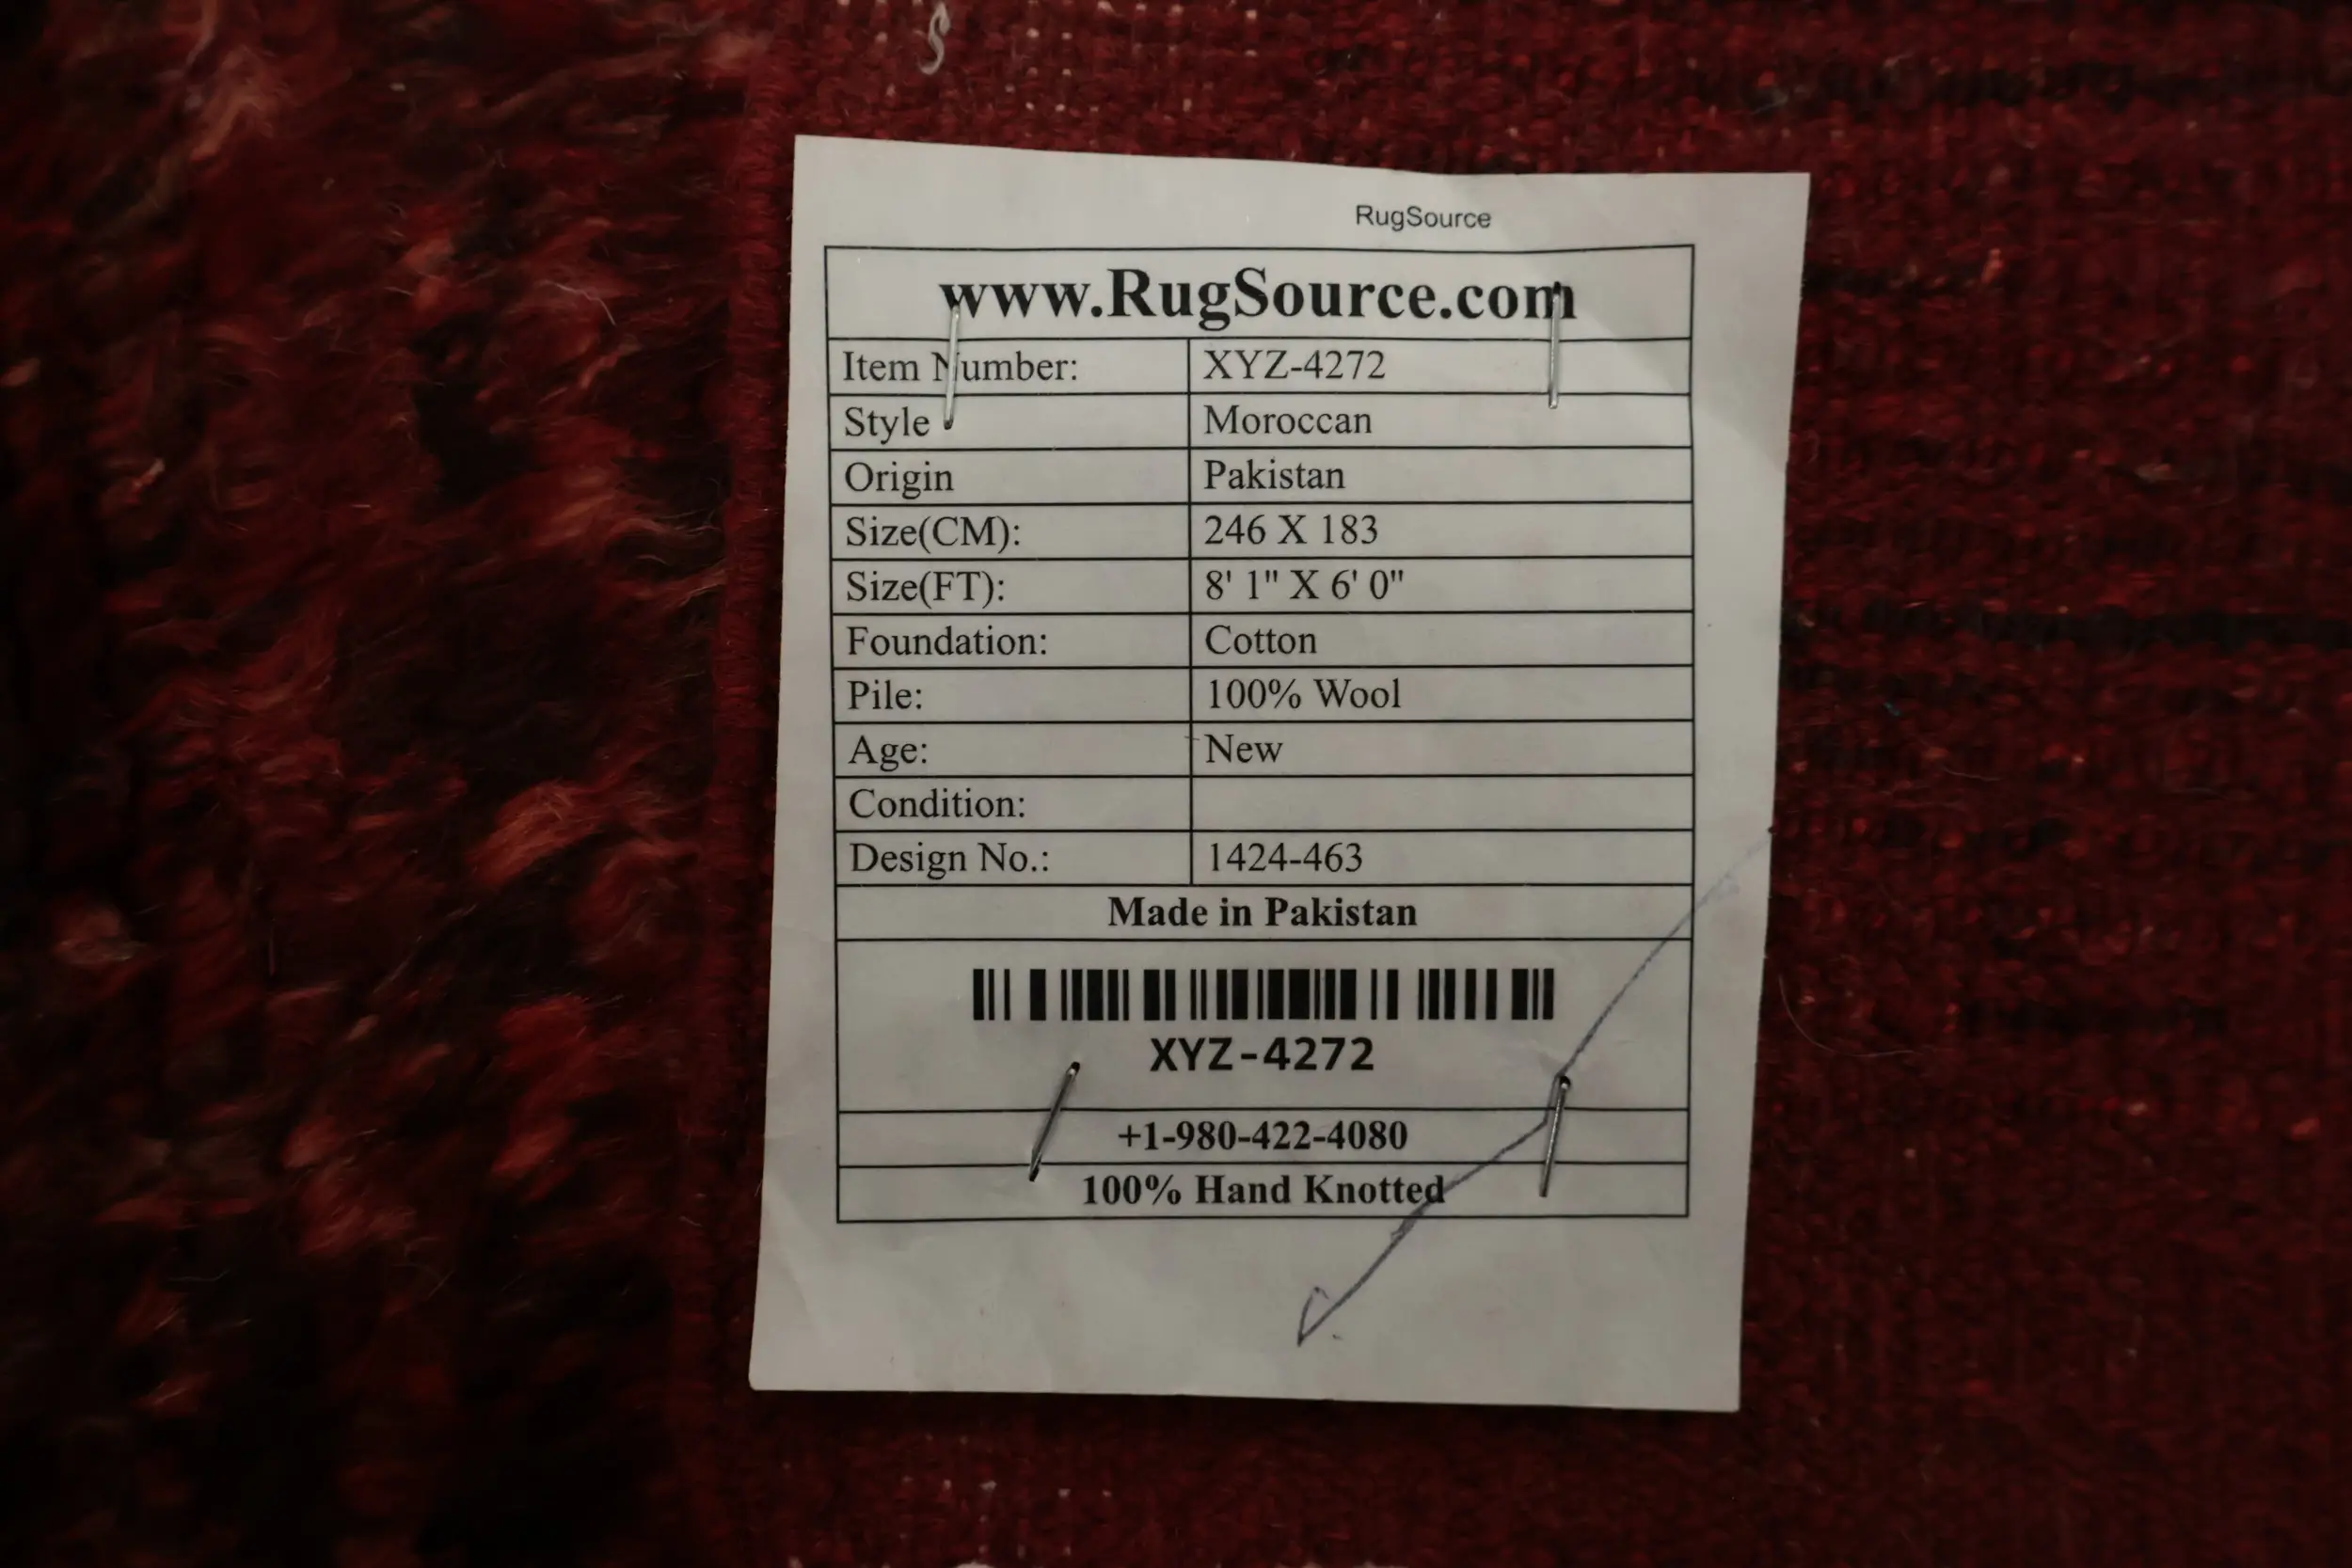 RugSource
www.RugSource.com
Item Number: XYZ-4272
Style Moroccan
Origin Pakistan
Size(CM): 246 X 183
Size(FT): 8' 1" X 6' 0"
Foundation: Cotton
Pile: 100% Wool
Age: New
Condition:
Design No.: 1424-463
Made in Pakistan
XYZ-4272
+1-980-422-4080
100% Hand Knotted